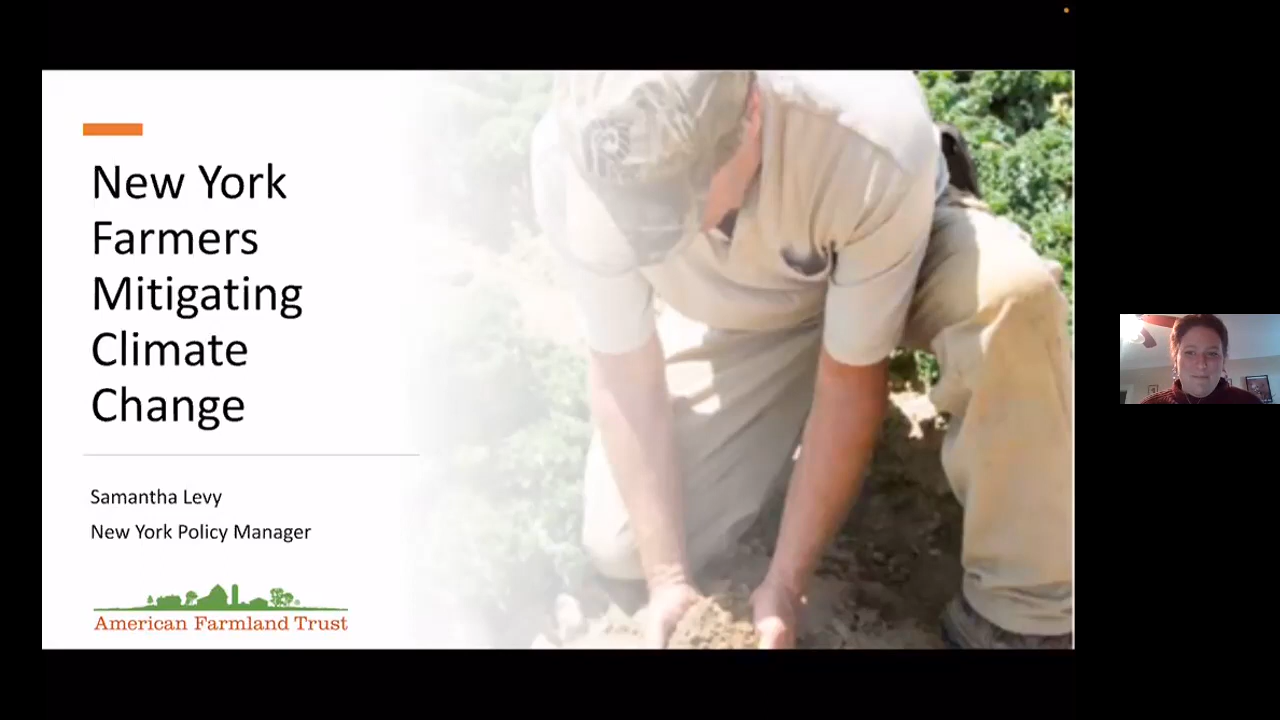 New York
Farmers
Mitigating
Climate
Change
Samantha Levy
New York Policy Manager
American Farmland Trust